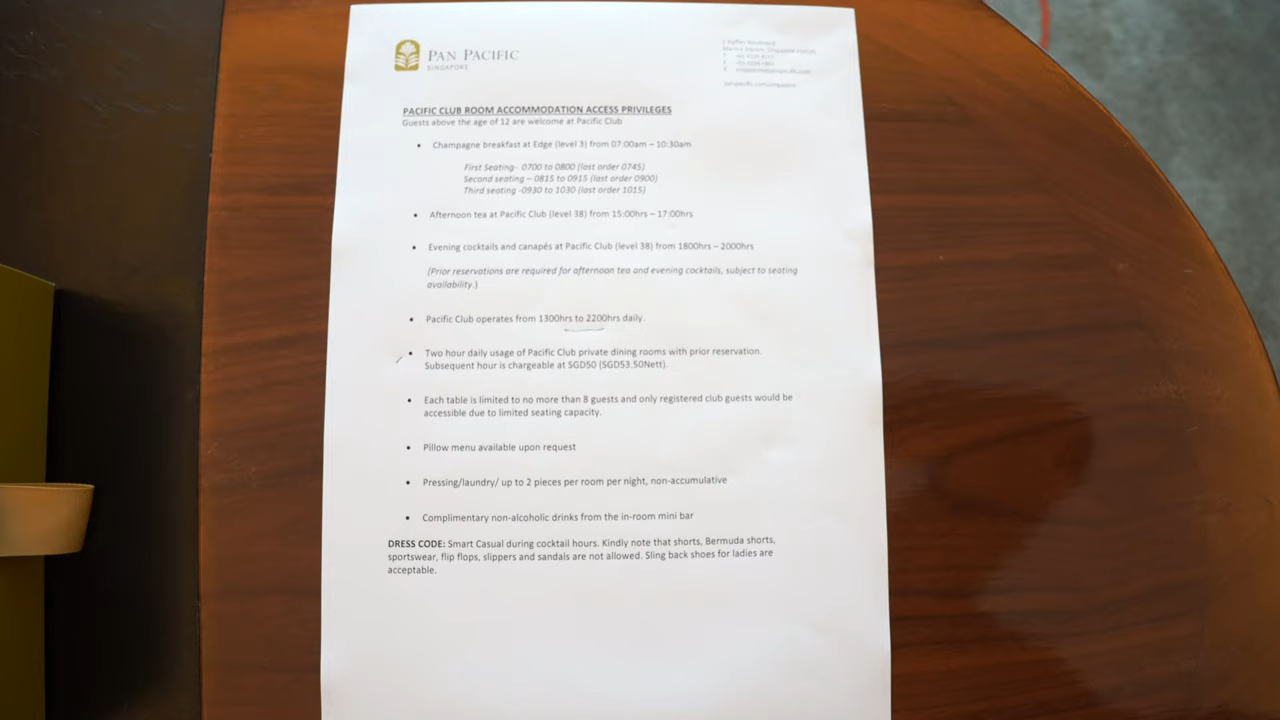 PAN PACIFIC
SINGAPORE
Marina Square, Singapore
panpacific.com/singapore
PACIFIC CLUB ROOM ACCOMMODATION ACCESS PRIVILEGES
Guests above the age of 12 are welcome at Pacific Club
• Champagne breakfast at Edge (level 3) from 07:00am – 10:30am
First Seating- 0700 to 0800 (last order 0745)
Second seating – 0815 to 0915 (last order 0900)
Third seating -0930 to 1030 (last order 1015)
• Afternoon tea at Pacific Club (level 38) from 15:00hrs – 17:00hrs
• Evening cocktails and canapés at Pacific Club (level 38) from 1800hrs – 2000hrs
(Prior reservations are required for afternoon tea and evening cocktails, subject to seating
availability.)
• Pacific Club operates from 1300hrs to 2200hrs daily.
• Two hour daily usage of Pacific Club private dining rooms with prior reservation.
Subsequent hour is chargeable at SGD50 (SGD53.50Nett).
• Each table is limited to no more than 8 guests and only registered club guests would be
accessible due to limited seating capacity.
• Pillow menu available upon request
• Pressing/laundry/ up to 2 pieces per room per night, non-accumulative
• Complimentary non-alcoholic drinks from the in-room mini bar
DRESS CODE: Smart Casual during cocktail hours. Kindly note that shorts, Bermuda shorts,
sportswear, flip flops, slippers and sandals are not allowed. Sling back shoes for ladies are
acceptable.